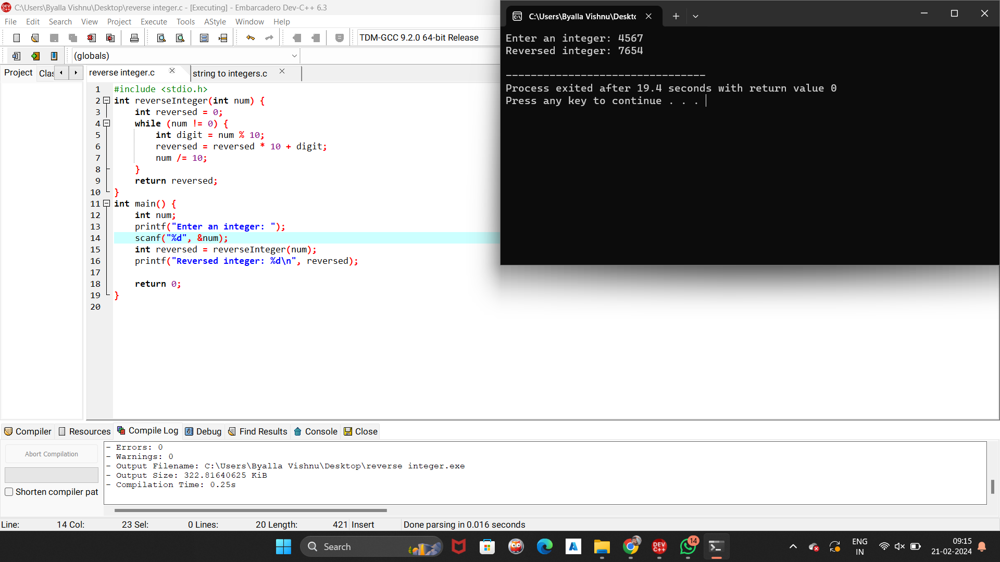 C:\Users\Byalla Vishnu\Desktop\reverse integer.c - [Executing] - Embarcadero Dev-C++ 6.3
File Edit Search View Project Execute Tools AStyle Window Help
TDM-GCC 9.2.0 64-bit Release
(globals)
Project Clas
reverse integer.c
string to integers.c
1 #include <stdio.h>
2 int reverseInteger(int num) {
3 int reversed = 0;
4 while (num != 0) {
5 int digit = num % 10;
6 reversed = reversed * 10 + digit;
7 num /= 10;
8 }
9 return reversed;
10 }
11 int main() {
12 int num;
13 printf("Enter an integer: ");
14 scanf("%d", &num);
15 int reversed = reverseInteger(num);
16 printf("Reversed integer: %d\n", reversed);
17
18 return 0;
19 }
20
C:\Users\Byalla Vishnu\Deskto
Enter an integer: 4567
Reversed integer: 7654
--------------------------------
Process exited after 19.4 seconds with return value 0
Press any key to continue . . .
Compiler Resources Compile Log Debug Find Results Console Close
Abort Compilation
Shorten compiler pat
- Errors: 0
- Warnings: 0
- Output Filename: C:\Users\Byalla Vishnu\Desktop\reverse integer.exe
- Output Size: 322.81640625 KiB
- Compilation Time: 0.25s
Line: 14 Col: 23 Sel: 0 Lines: 20 Length: 421 Insert Done parsing in 0.016 seconds
Search
DEV C++
14
ENG
IN
09:15
21-02-2024